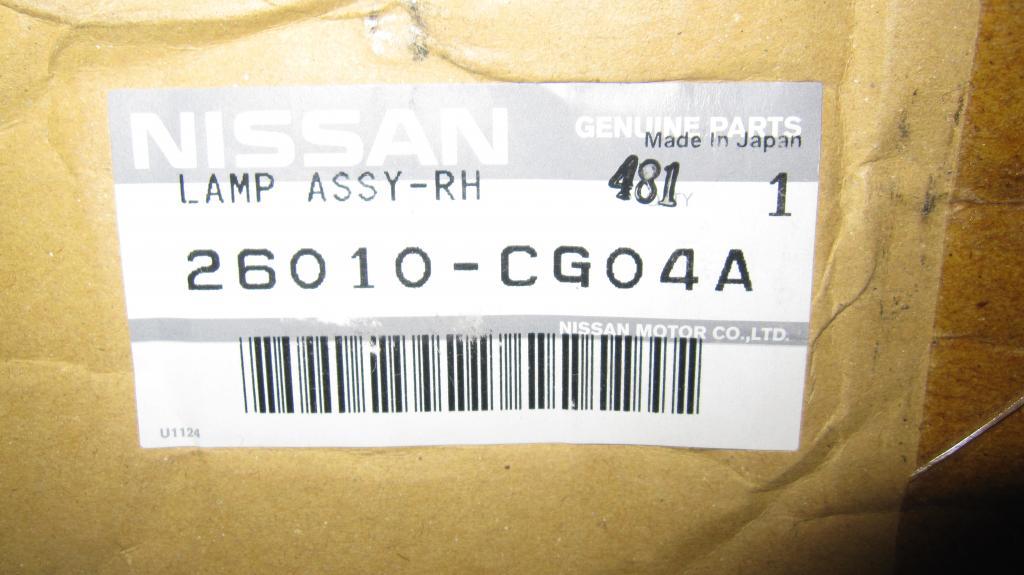 NISSAN
GENUINE PARTS
Made in Japan
LAMP ASSY-RH
481
1
26010-CG04A
NISSAN MOTOR CO.,LTD.
U1124